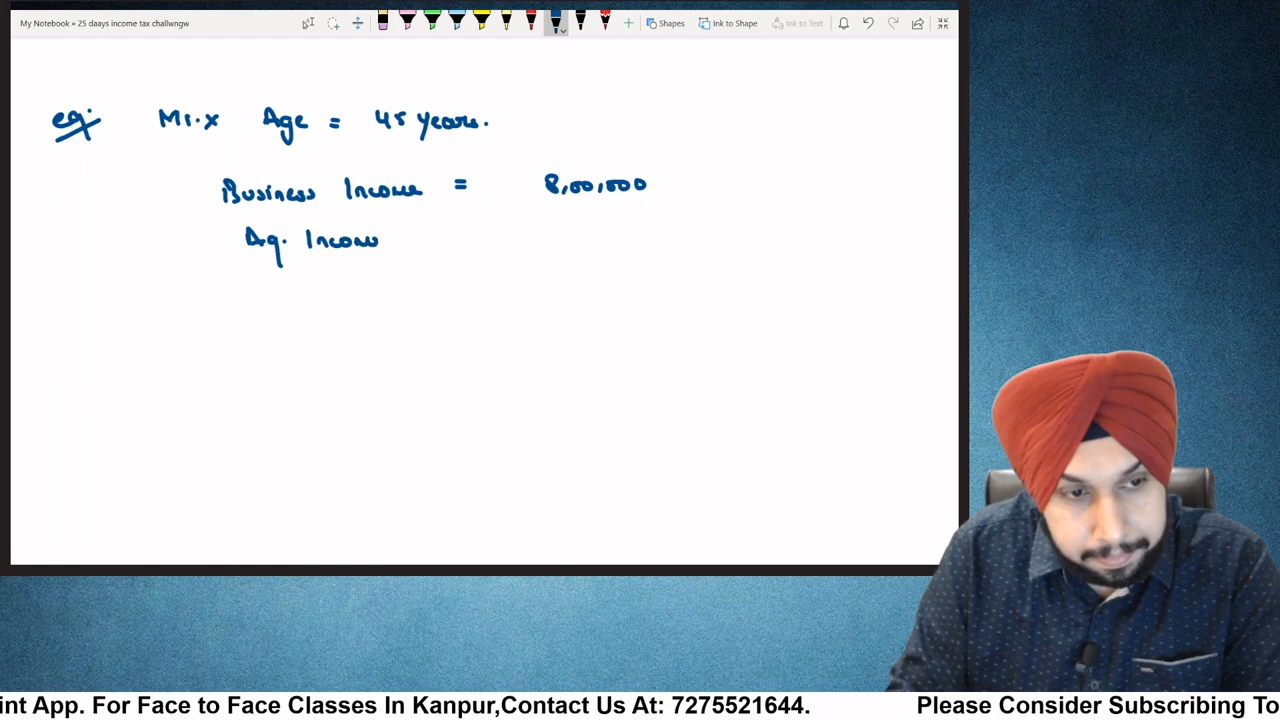 My Notebook » 25 daays income tax challwngw
Shapes Ink to Shape Ink to Text
eg: Mr. X Age = 45 years.
Business Income = 8,00,000
Ag. Income
int App. For Face to Face Classes In Kanpur,Contact Us At: 7275521644. Please Consider Subscribing To